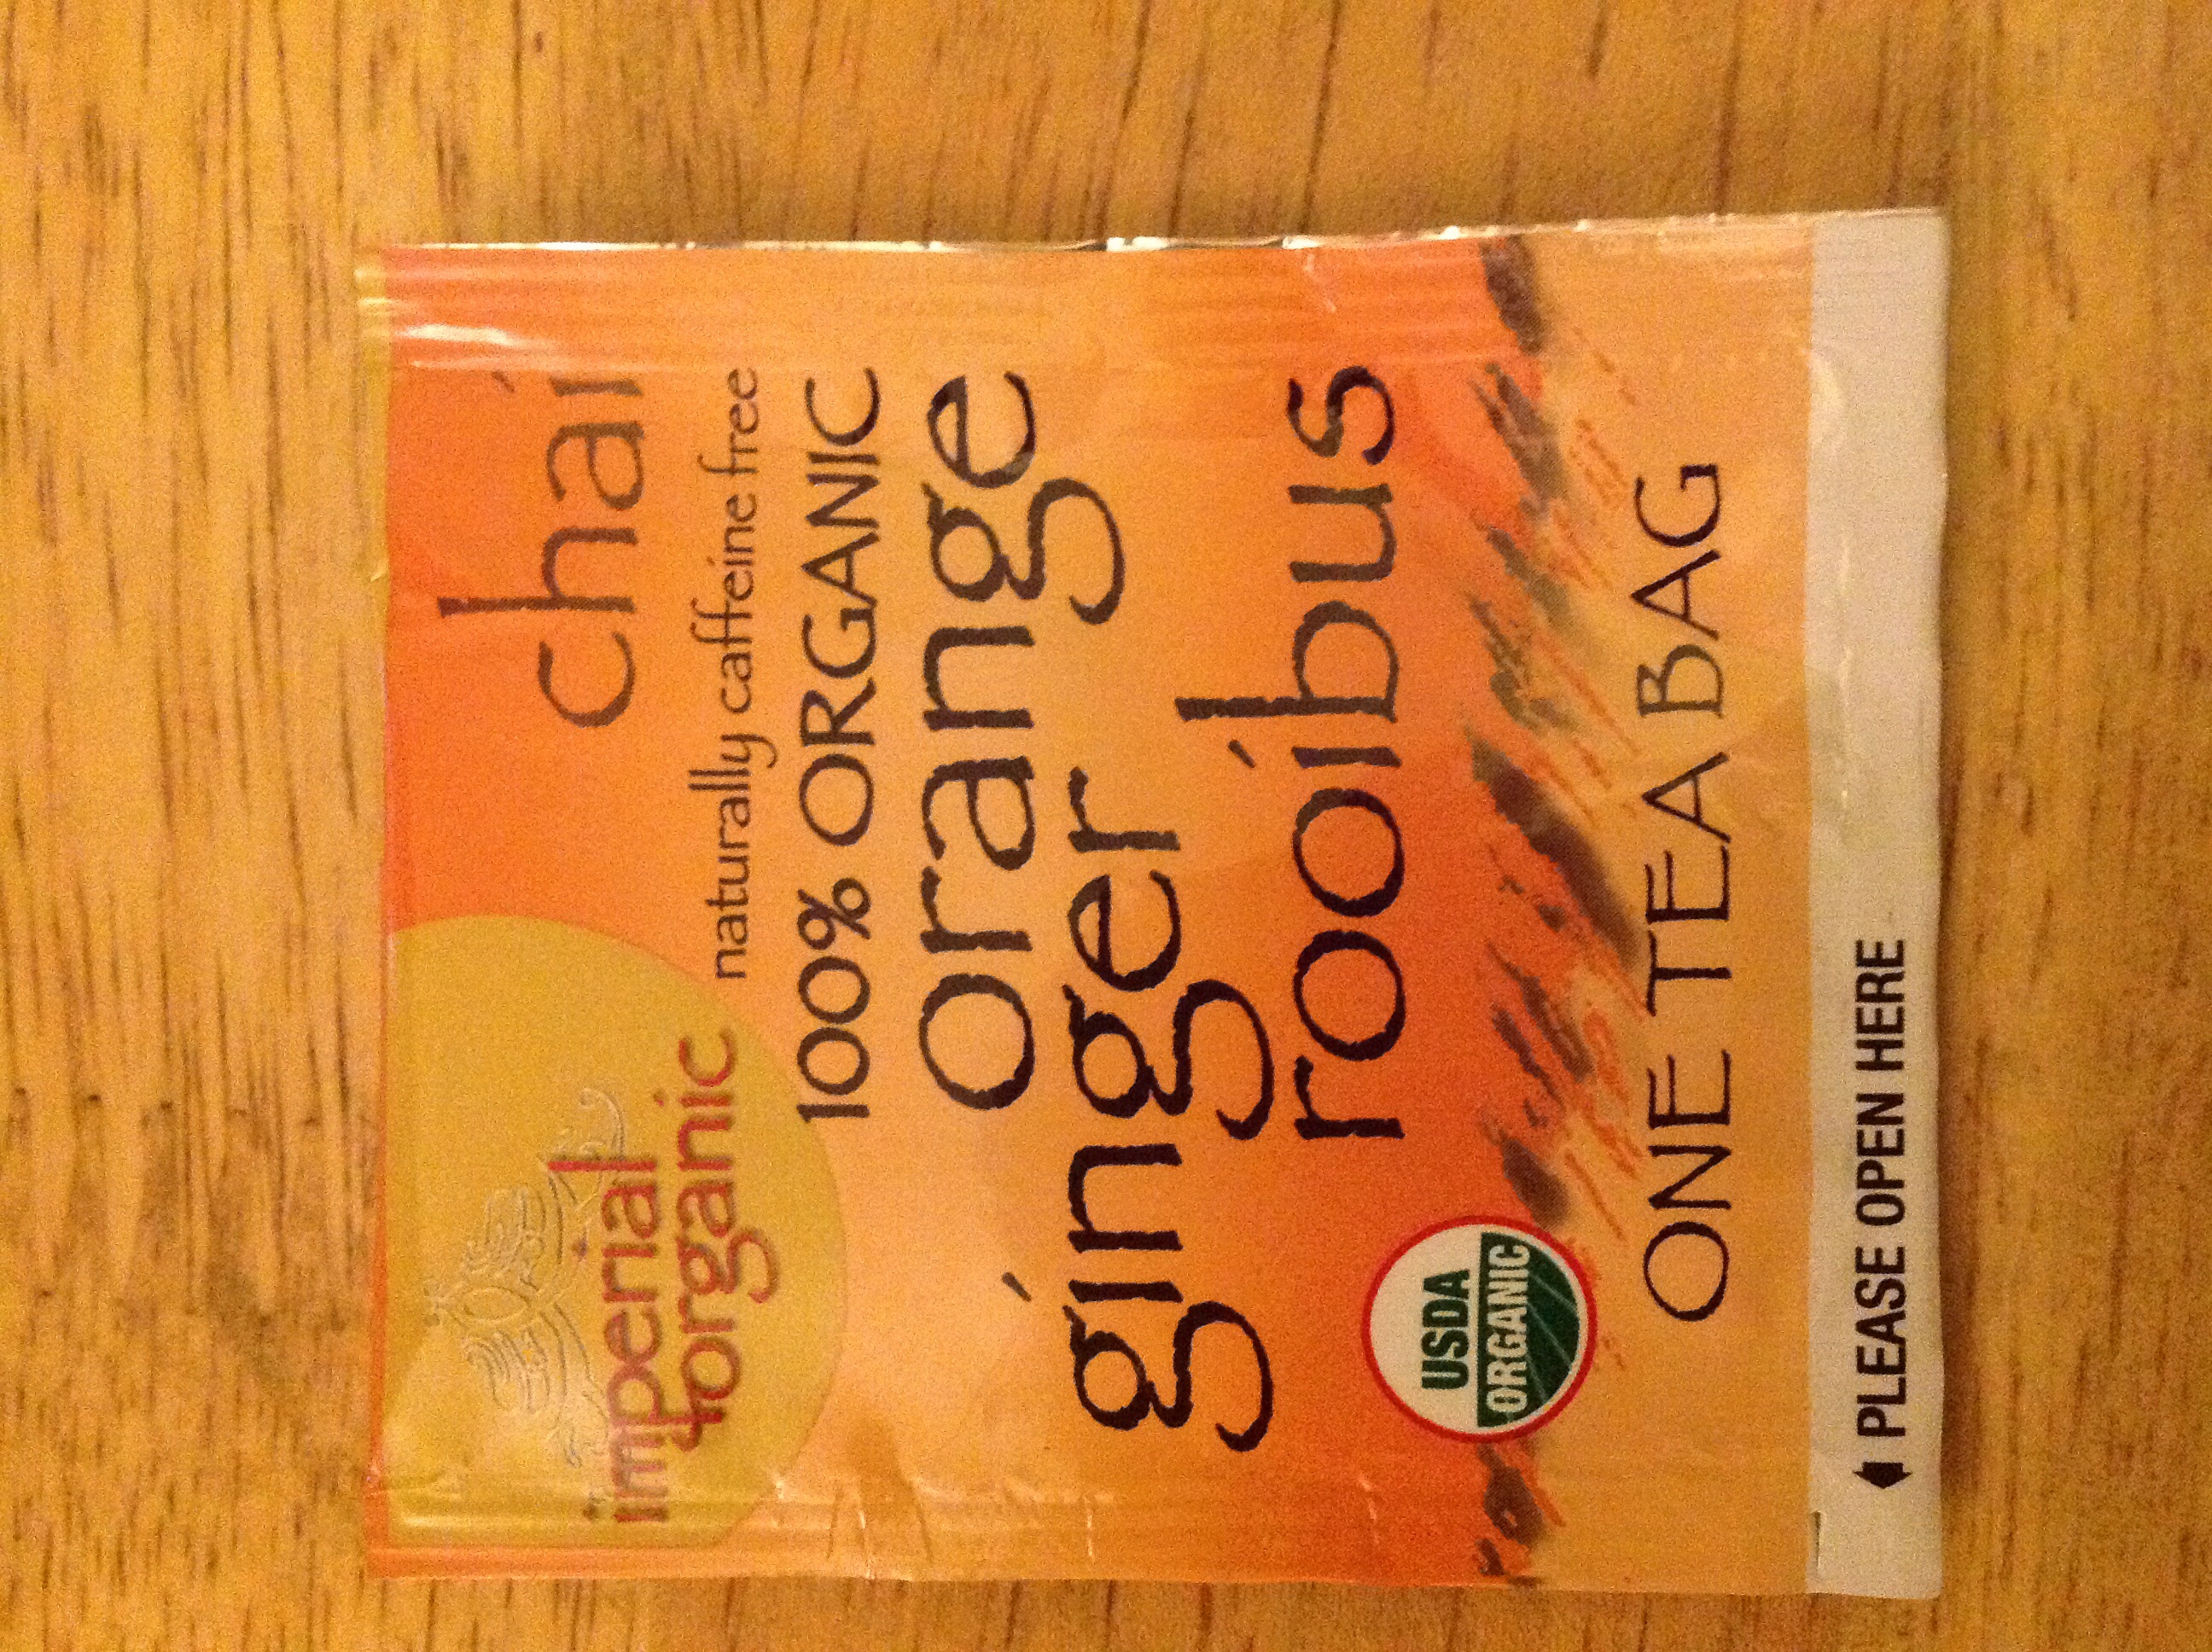 imperial
organic
chai
naturally caffeine free
100% ORGANIC
orange
ginger
rooibus
USDA
ORGANIC
ONE TEA BAG
PLEASE OPEN HERE